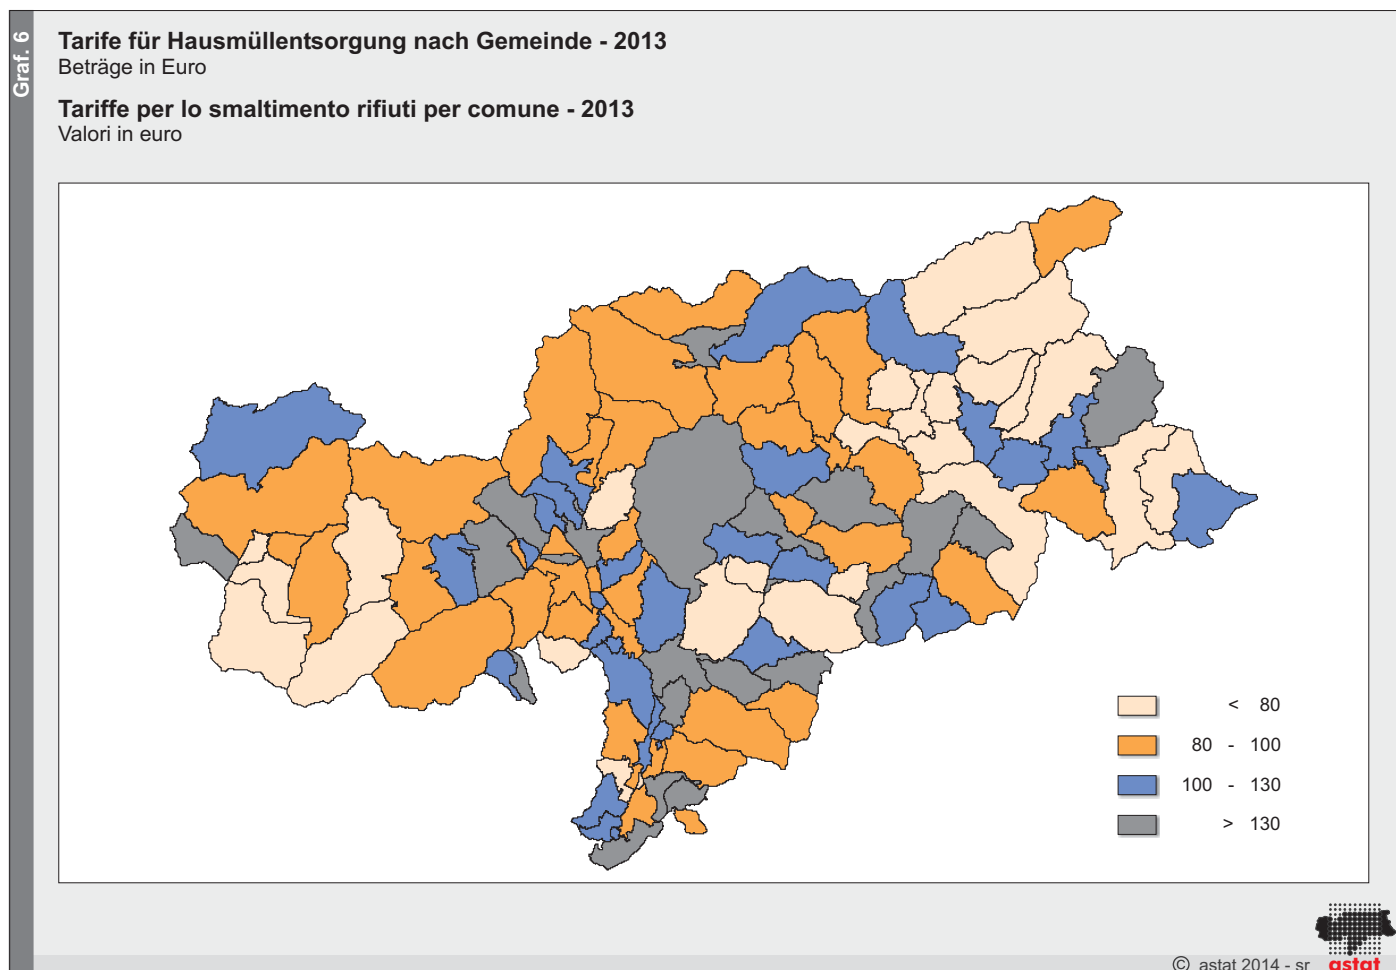 Graf. 6
Tarife für Hausmüllentsorgung nach Gemeinde - 2013
Beträge in Euro
Tariffe per lo smaltimento rifiuti per comune - 2013
Valori in euro
< 80
80 - 100
100 - 130
> 130
© astat 2014 - sr
astat